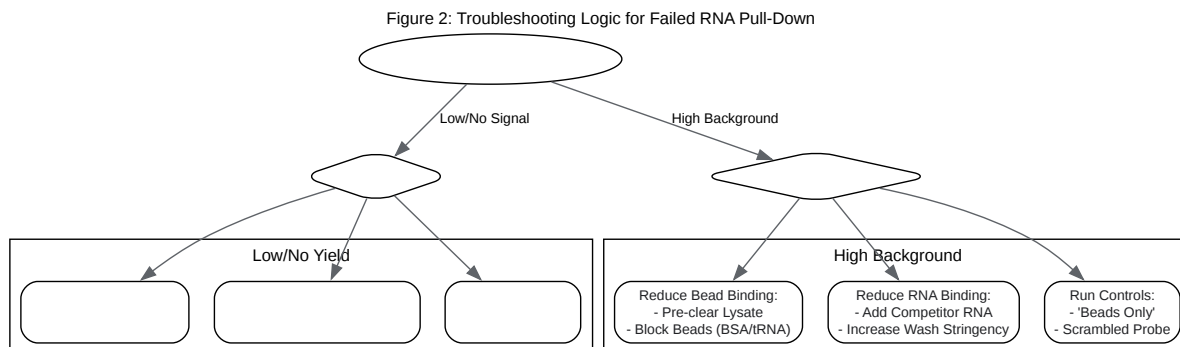 Figure 2: Troubleshooting Logic for Failed RNA Pull-Down
Low/No Signal
High Background
Low/No Yield
High Background
Reduce Bead Binding:
- Pre-clear Lysate
- Block Beads (BSA/tRNA)
Reduce RNA Binding:
- Add Competitor RNA
- Increase Wash Stringency
Run Controls:
- 'Beads Only'
- Scrambled Probe